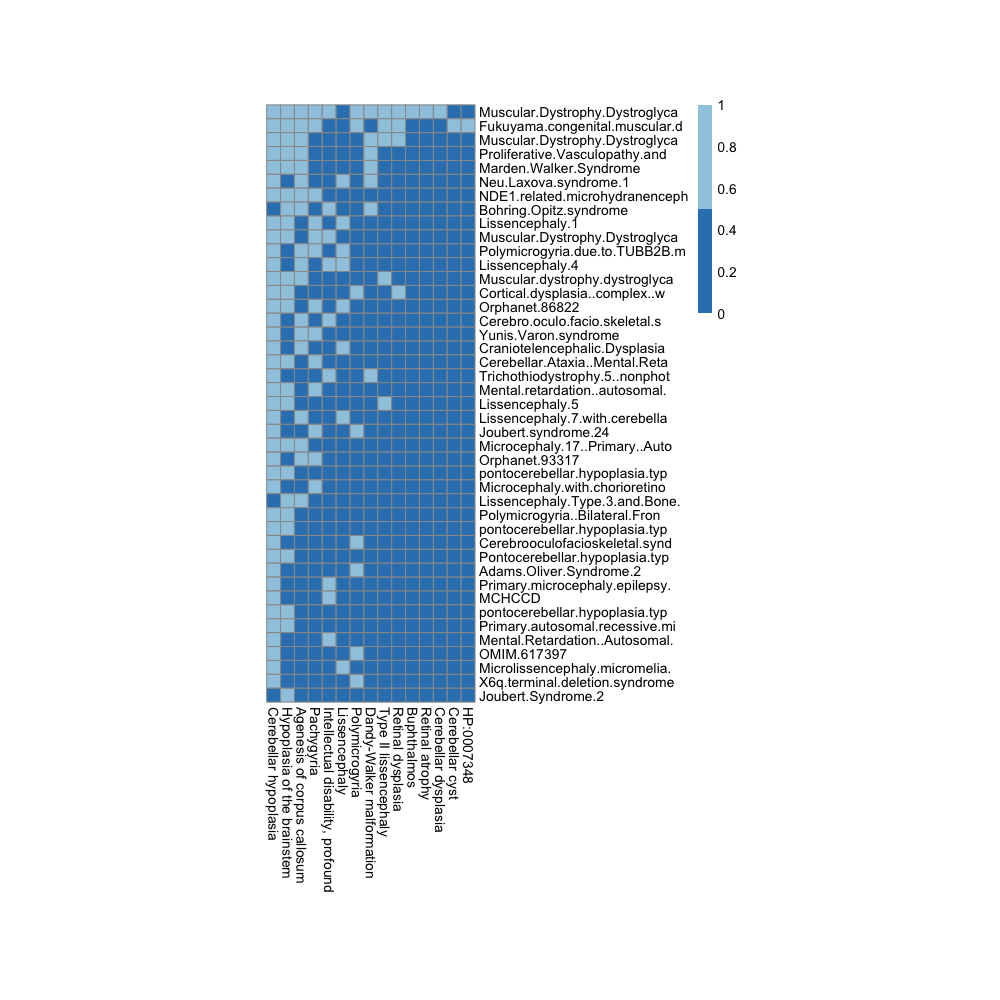 Muscular.Dystrophy.Dystroglyca
Fukuyama.congenital.muscular.d
Muscular.Dystrophy.Dystroglyca
Proliferative.Vasculopathy.and
Marden.Walker.Syndrome
Neu.Laxova.syndrome.1
NDE1.related.microhydranenceph
Bohring.Opitz.syndrome
Lissencephaly.1
Muscular.Dystrophy.Dystroglyca
Polymicrogyria.due.to.TUBB2B.m
Lissencephaly.4
Muscular.dystrophy.dystroglyca
Cortical.dysplasia..complex..w
Orphanet.86822
Cerebro.oculo.facio.skeletal.s
Yunis.Varon.syndrome
Craniotelencephalic.Dysplasia
Cerebellar.Ataxia..Mental.Reta
Trichothiodystrophy.5..nonphot
Mental.retardation..autosomal.
Lissencephaly.5
Lissencephaly.7.with.cerebella
Joubert.syndrome.24
Microcephaly.17..Primary..Auto
Orphanet.93317
pontocerebellar.hypoplasia.typ
Microcephaly.with.chorioretino
Lissencephaly.Type.3.and.Bone.
Polymicrogyria..Bilateral.Fron
pontocerebellar.hypoplasia.typ
Cerebrooculofacioskeletal.synd
Pontocerebellar.hypoplasia.typ
Adams.Oliver.Syndrome.2
Primary.microcephaly.epilepsy.
MCHCCD
pontocerebellar.hypoplasia.typ
Primary.autosomal.recessive.mi
Mental.Retardation..Autosomal.
OMIM.617397
Microlissencephaly.micromelia.
X6q.terminal.deletion.syndrome
Joubert.Syndrome.2
1
0.8
0.6
0.4
0.2
0
Cerebellar hypoplasia
Hypoplasia of the brainstem
Agenesis of corpus callosum
Pachygyria
Intellectual disability, profound
Lissencephaly
Polymicrogyria
Dandy-Walker malformation
Type II lissencephaly
Retinal dysplasia
Buphthalmos
Retinal atrophy
Cerebellar dysplasia
Cerebellar cyst
HP:0007348